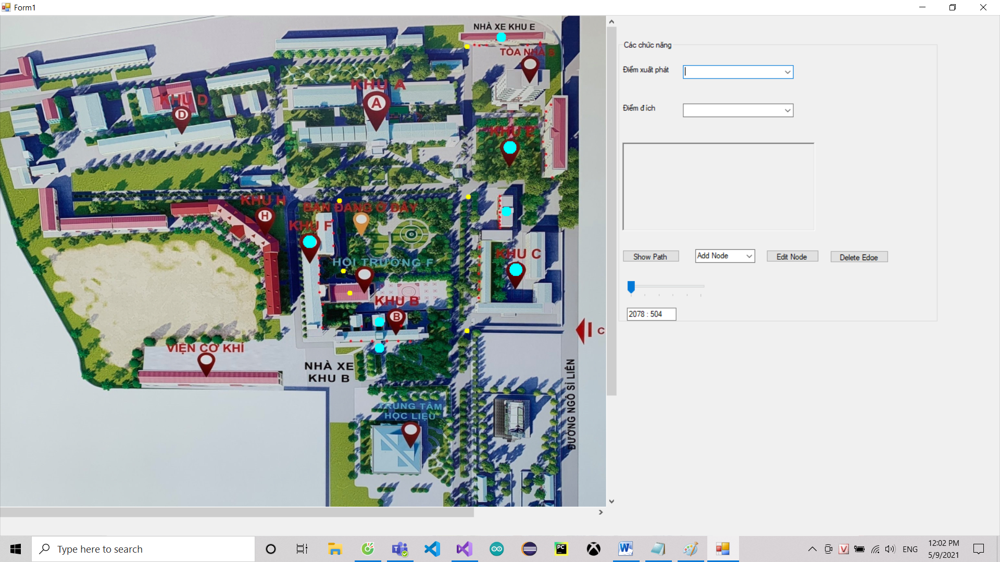 Form1
NHÀ XE KHU E
TÒA NHÀ 8
KHU A
A
KHU D
D
KHU E
KHU H
H
BẠN ĐANG Ở ĐÂY
KHU F
HỘI TRƯỜNG F
KHU C
KHU B
B
C
VIỆN CƠ KHÍ
NHÀ XE
KHU B
TRUNG TÂM
HỌC LIỆU
ĐƯỜNG NGÔ SĨ LIÊN
Các chức năng
Điểm xuất phát
Điểm đích
Show Path
Add Node
Edit Node
Delete Edge
2078 : 504
Type here to search
PC
V
ENG
12:02 PM
5/9/2021